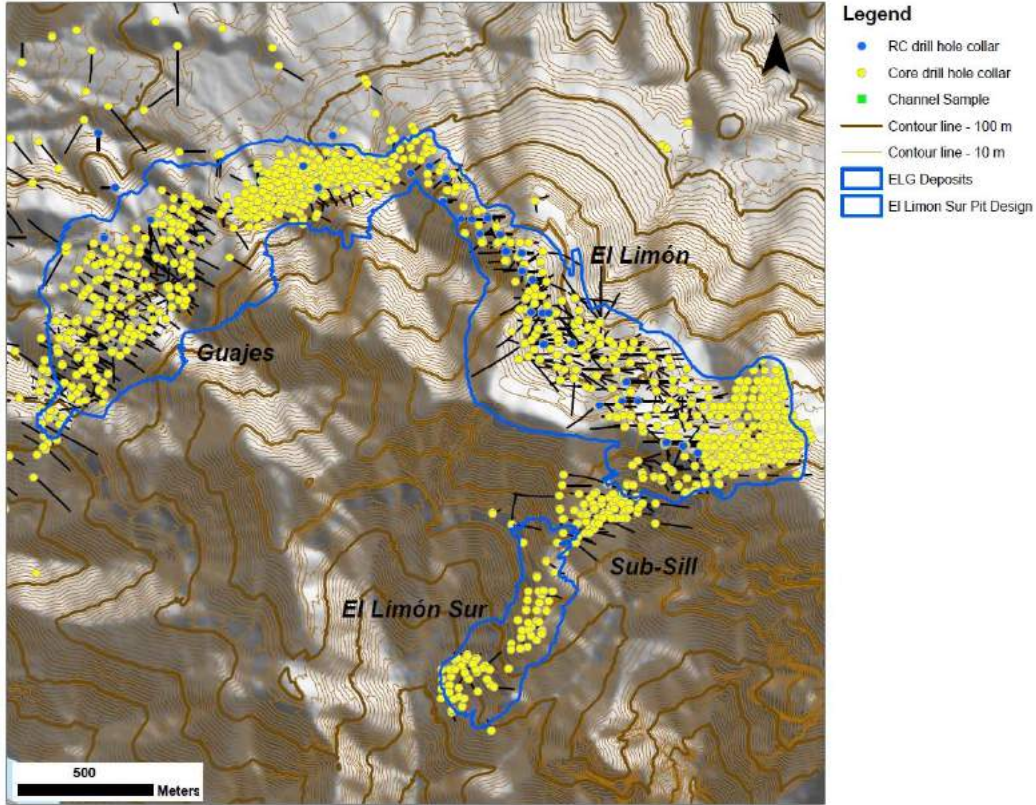 Legend
RC drill hole collar
Core drill hole collar
Channel Sample
Contour line - 100 m
Contour line - 10 m
ELG Deposits
El Limon Sur Pit Design
N
El Limón
Guajes
Sub-Sill
El Limón Sur
500
Meters